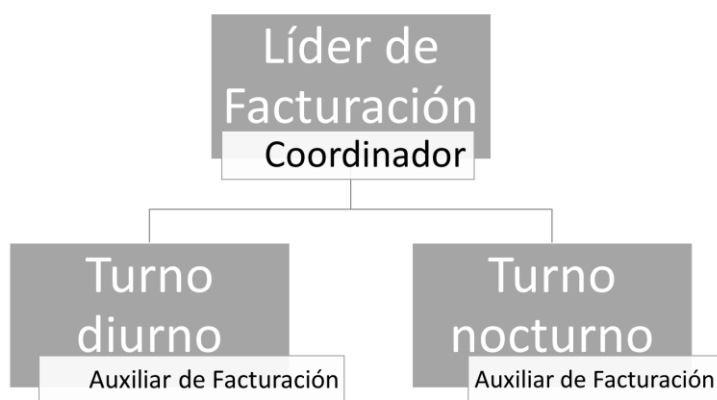 Líder de
Facturación
Coordinador
Turno
diurno
Auxiliar de Facturación
Turno
nocturno
Auxiliar de Facturación